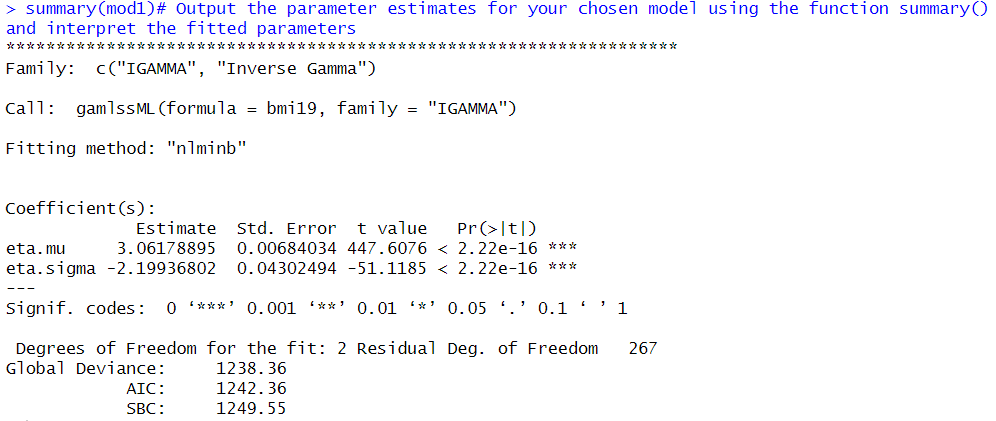 > summary(mod1)# Output the parameter estimates for your chosen model using the function summary()
and interpret the fitted parameters
*******************************************************************
Family:  c("IGAMMA", "Inverse Gamma")
Call:  gamlssML(formula = bmi19, family = "IGAMMA")
Fitting method: "nlminb"
Coefficient(s):
             Estimate  Std. Error  t value   Pr(>|t|)
eta.mu     3.06178895  0.00684034 447.6076 < 2.22e-16 ***
eta.sigma -2.19936802  0.04302494 -51.1185 < 2.22e-16 ***
---
Signif. codes:  0 ‘***’ 0.001 ‘**’ 0.01 ‘*’ 0.05 ‘.’ 0.1 ‘ ’ 1
 Degrees of Freedom for the fit: 2 Residual Deg. of Freedom   267
Global Deviance:     1238.36
            AIC:     1242.36
            SBC:     1249.55